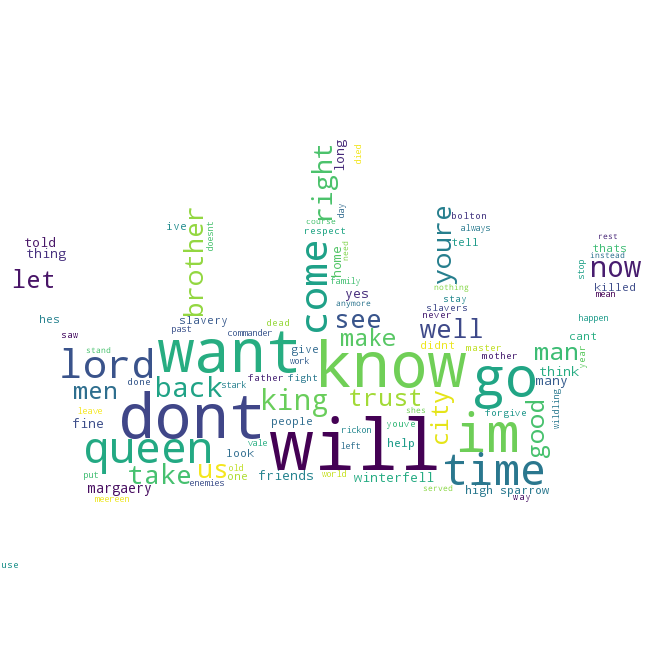 long
died
right
day
course
respect
brother
ive
doesnt
youre
bolton
always
tell
told
thing
let
hes
saw
come
home
need
family
yes
anymore
nothing
stay
slavers
never
rest
thats
instead
now
stop
mean
killed
happen
cant
year
slavery
past
commander
dead
see
make
well
didnt
master
mother
man
think
many
stand
lord
want
give
work
know
go
men
done
back
stark
father
fight
trust
shes
city
forgive
good
wildling
leave
fine
dont
king
people
will
rickon
left
youve
help
im
queen
vale
look
put
take
us
old
one
enemies
friends
world
winterfell
served
time
high sparrow
way
margaery
meereen
use